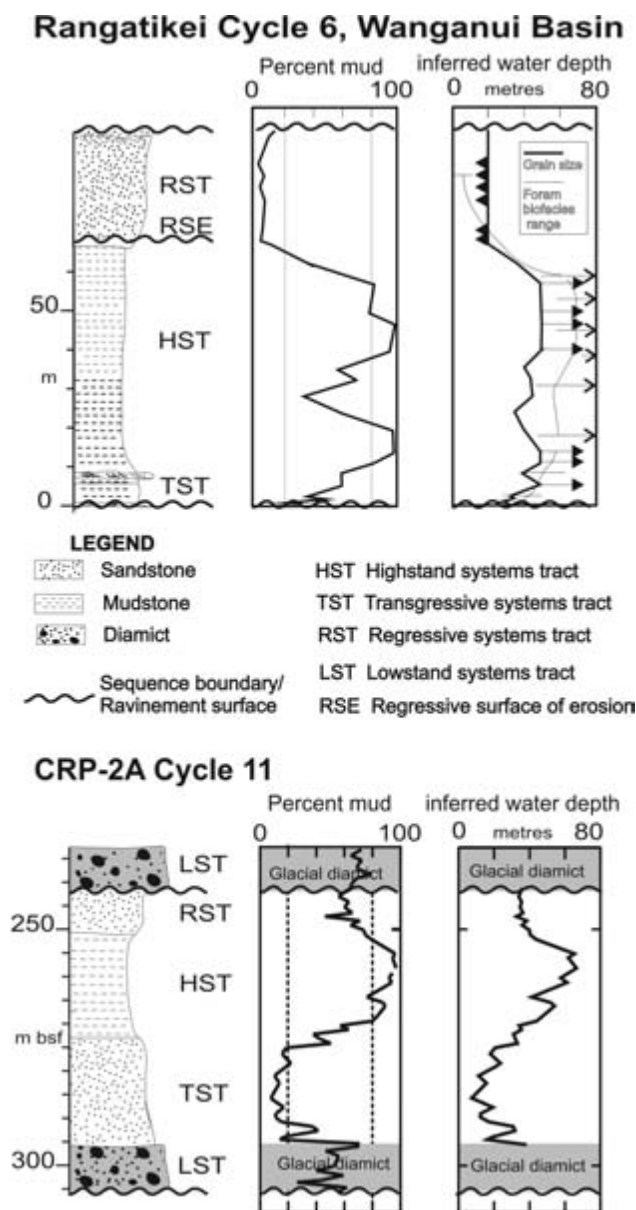 Rangatikei Cycle 6, Wanganui Basin
Percent mud
inferred water depth
0 100
0 metres 80
RST
RSE
HST
TST
50
m
0
Grain size
Foram
biofacies
range
LEGEND
Sandstone
Mudstone
Diamict
Sequence boundary/
Ravinement surface
HST Highstand systems tract
TST Transgressive systems tract
RST Regressive systems tract
LST Lowstand systems tract
RSE Regressive surface of erosion
CRP-2A Cycle 11
Percent mud
inferred water depth
0 100
0 metres 80
LST
RST
HST
TST
LST
250
m bsf
300
Glacial diamict
Glacial diamict
Glacial diamict
Glacial diamict